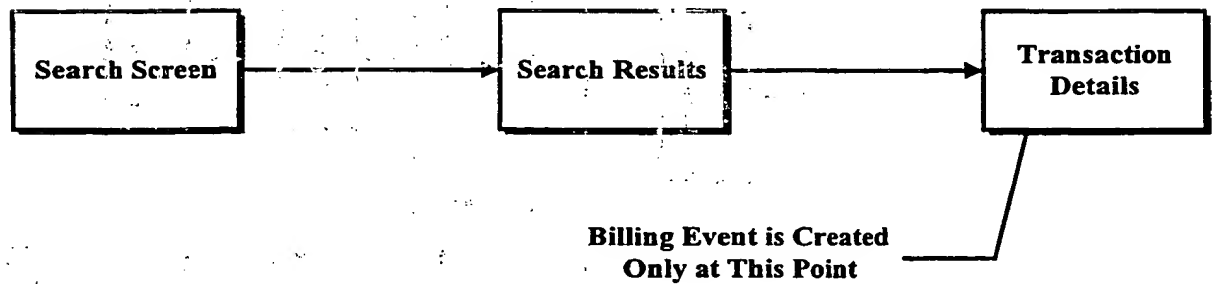 Search Screen
Search Results
Transaction
Details
Billing Event is Created
Only at This Point